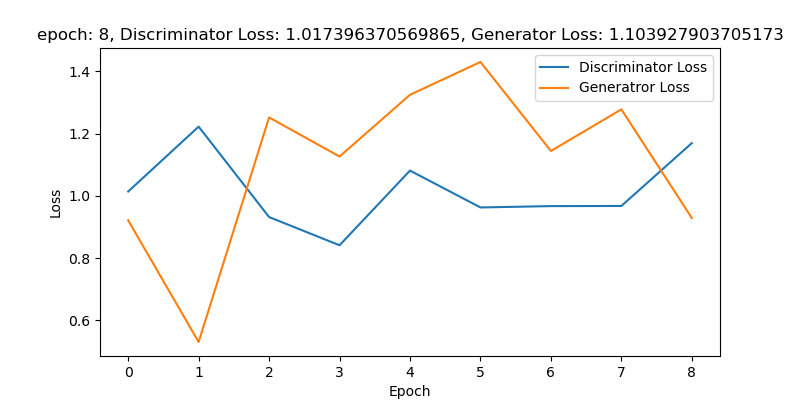 epoch: 8, Discriminator Loss: 1.017396370569865, Generator Loss: 1.103927903705173
Discriminator Loss
Generatror Loss
1.4
1.2
1.0
0.8
0.6
Loss
0 1 2 3 4 5 6 7 8
Epoch